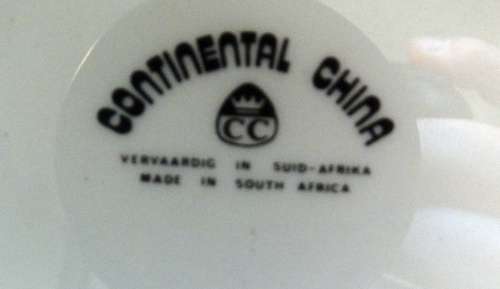 CONTINENTAL CHINA
CC
VERVAARDIG IN SUID-AFRIKA
MADE IN SOUTH AFRICA